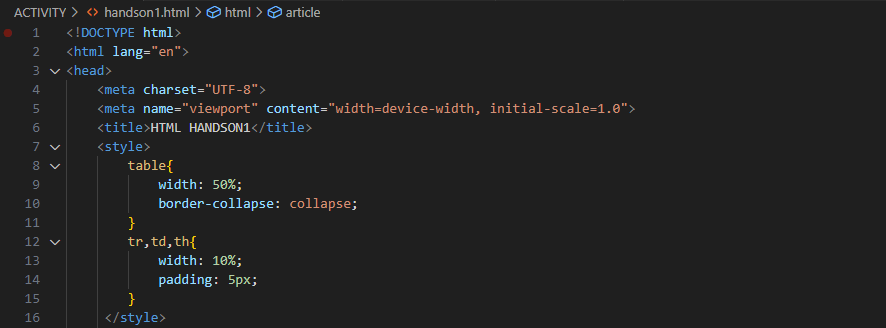 ACTIVITY > handson1.html > html > article
1 <!DOCTYPE html>
2 <html lang="en">
3 <head>
4 <meta charset="UTF-8">
5 <meta name="viewport" content="width=device-width, initial-scale=1.0">
6 <title>HTML HANDSON1</title>
7 <style>
8 table{
9 width: 50%;
10 border-collapse: collapse;
11 }
12 tr,td,th{
13 width: 10%;
14 padding: 5px;
15 }
16 </style>